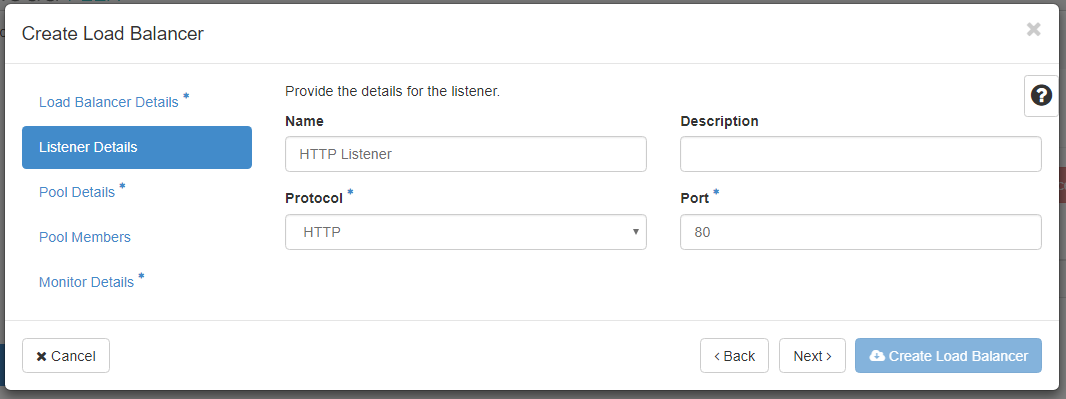 Create Load Balancer ×
Load Balancer Details *
Listener Details
Pool Details *
Pool Members
Monitor Details *
Provide the details for the listener.
Name Description
HTTP Listener
Protocol * Port *
HTTP 80
Cancel < Back Next > Create Load Balancer